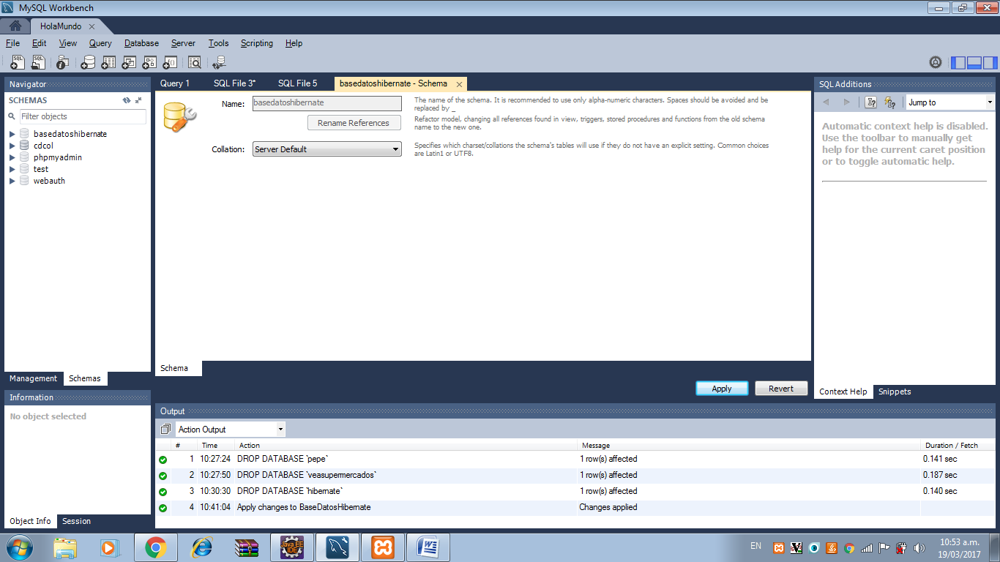 MySQL Workbench
HolaMundo
File Edit View Query Database Server Tools Scripting Help
Navigator
SCHEMAS
Filter objects
basedatoshibernate
cdcol
phpmyadmin
test
webauth
Management Schemas
Information
No object selected
Object Info Session
Query 1 SQL File 3* SQL File 5 basedatoshibernate - Schema
Name: basedatoshibernate
The name of the schema. It is recommended to use only alpha-numeric characters. Spaces should be avoided and be
replaced by _
Rename References
Refactor model, changing all references found in view, triggers, stored procedures and functions from the old schema
name to the new one.
Collation: Server Default
Specifies which charset/collations the schema's tables will use if they do not have an explicit setting. Common choices
are Latin1 or UTF8.
Schema
Apply Revert
SQL Additions
Jump to
Automatic context help is disabled.
Use the toolbar to manually get
help for the current caret position
or to toggle automatic help.
Context Help Snippets
Output
Action Output
# Time Action Message Duration / Fetch
1 10:27:24 DROP DATABASE `pepe` 1 row(s) affected 0.141 sec
2 10:27:50 DROP DATABASE `veasupermercados` 1 row(s) affected 0.187 sec
3 10:30:30 DROP DATABASE `hibernate` 1 row(s) affected 0.140 sec
4 10:41:04 Apply changes to BaseDatosHibernate Changes applied
Java EE
IDE
EN
10:53 a.m.
19/03/2017